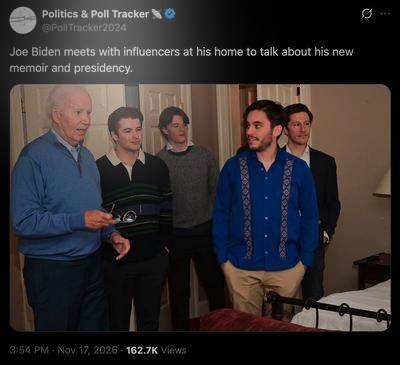 Politics & Poll Tracker
@PollTracker2024
Joe Biden meets with influencers at his home to talk about his new
memoir and presidency.
3:54 PM · Nov 17, 2026 · 162.7K Views